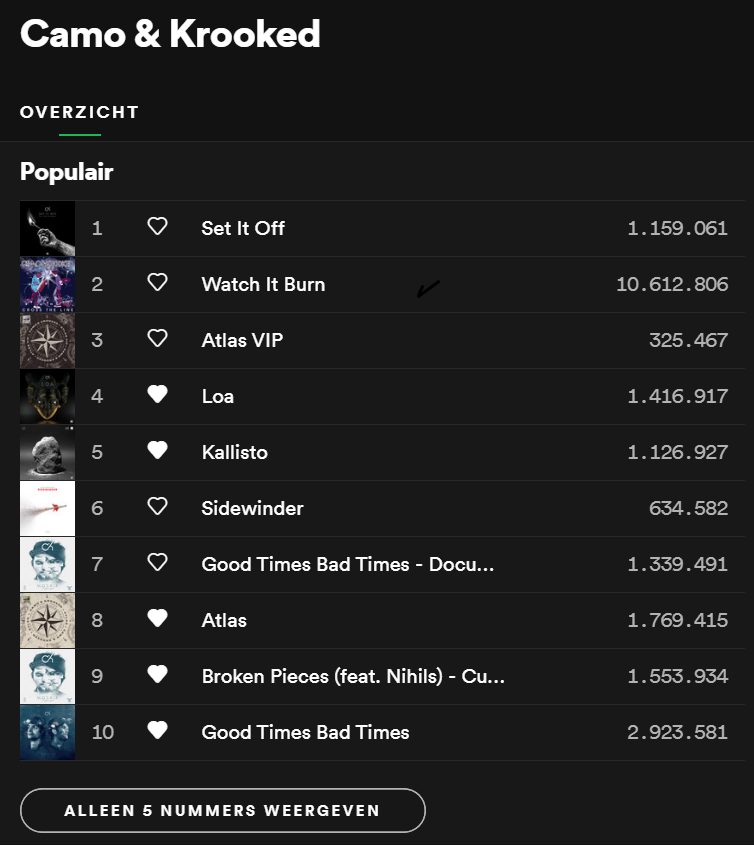 Camo & Krooked
OVERZICHT
Populair
1 Set It Off 1.159.061
2 Watch It Burn 10.612.806
3 Atlas VIP 325.467
4 Loa 1.416.917
5 Kallisto 1.126.927
6 Sidewinder 634.582
7 Good Times Bad Times - Docu... 1.339.491
8 Atlas 1.769.415
9 Broken Pieces (feat. Nihils) - Cu... 1.553.934
10 Good Times Bad Times 2.923.581
ALLEEN 5 NUMMERS WEERGEVEN